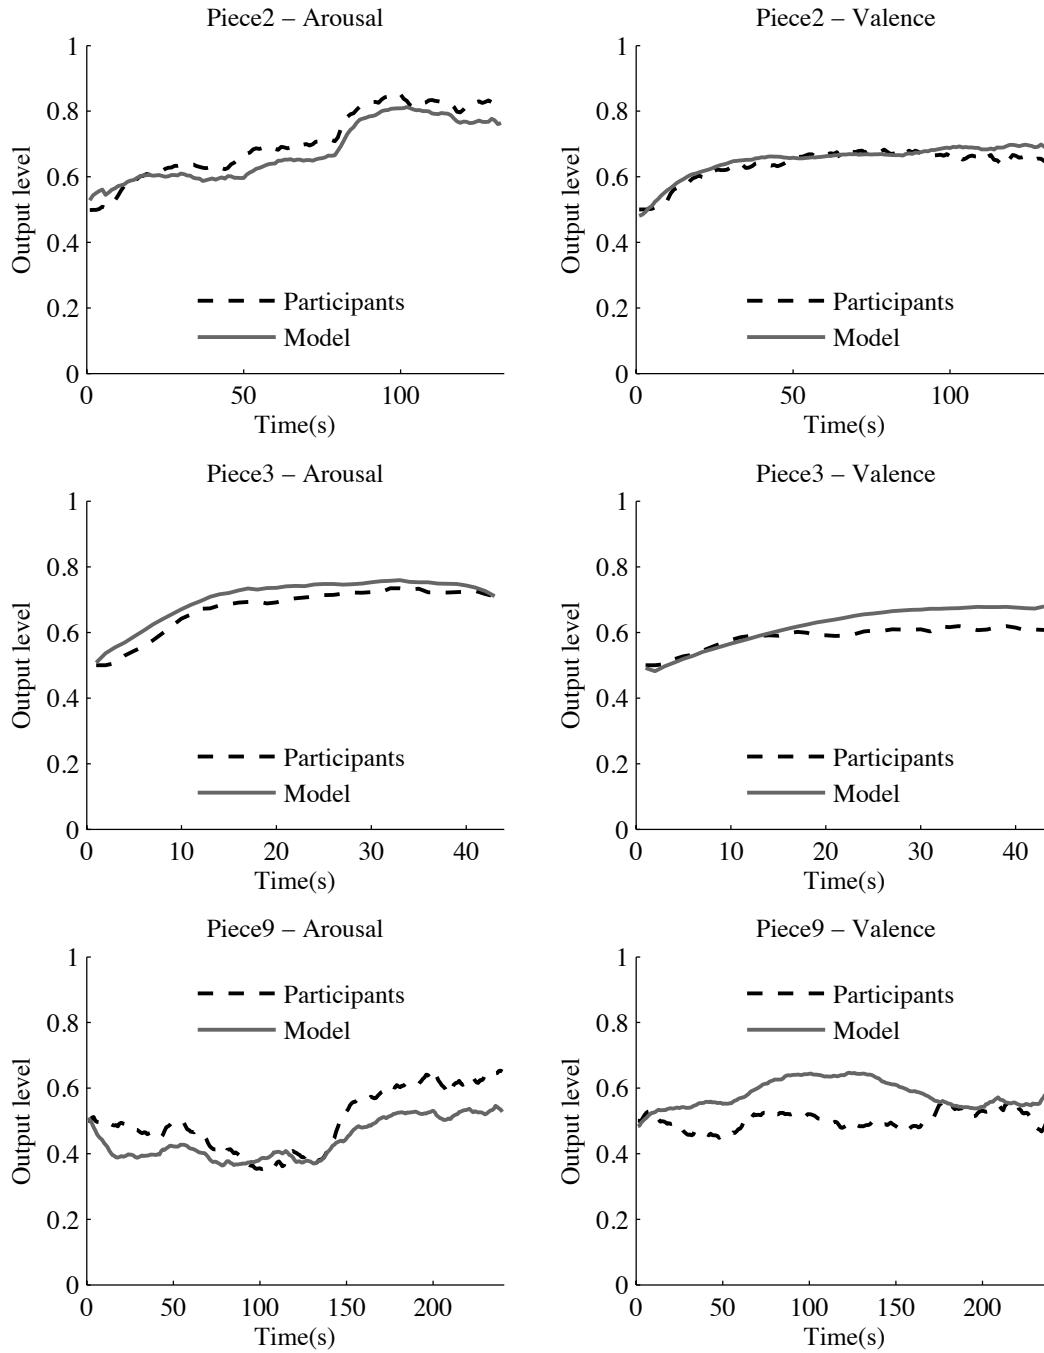 Piece2 – Arousal
1
0.8
0.6
0.4
0.2
0
Output level
Participants
Model
0
50
100
Time(s)
Piece2 – Valence
1
0.8
0.6
0.4
0.2
0
Output level
Participants
Model
0
50
100
Time(s)
Piece3 – Arousal
1
0.8
0.6
0.4
0.2
0
Output level
Participants
Model
0
10
20
30
40
Time(s)
Piece3 – Valence
1
0.8
0.6
0.4
0.2
0
Output level
Participants
Model
0
10
20
30
40
Time(s)
Piece9 – Arousal
1
0.8
0.6
0.4
0.2
0
Output level
Participants
Model
0
50
100
150
200
Time(s)
Piece9 – Valence
1
0.8
0.6
0.4
0.2
0
Output level
Participants
Model
0
50
100
150
200
Time(s)